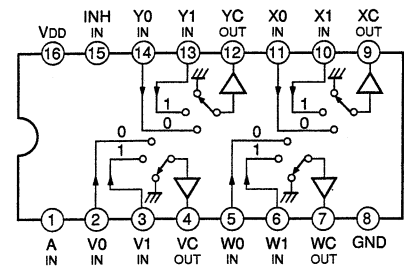 INH Y0 Y1 YC X0 X1 XC
VDD IN IN IN OUT IN IN OUT
16 15 14 13 12 11 10 9
1 1
0 0
0 0
1 1
1 2 3 4 5 6 7 8
A V0 V1 VC W0 W1 WC GND
IN IN IN OUT IN IN OUT